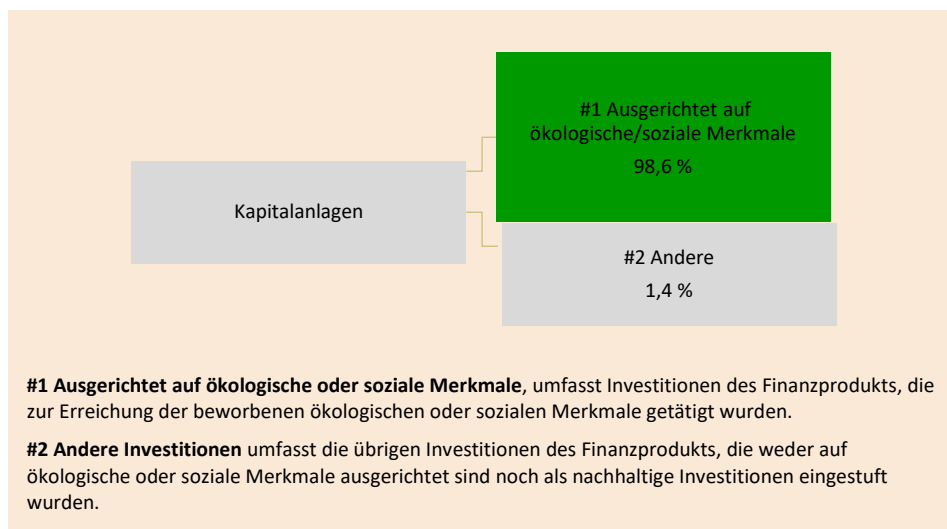 #1 Ausgerichtet auf
ökologische/soziale Merkmale
98,6 %
Kapitalanlagen
#2 Andere
1,4 %
#1 Ausgerichtet auf ökologische oder soziale Merkmale, umfasst Investitionen des Finanzprodukts, die
zur Erreichung der beworbenen ökologischen oder sozialen Merkmale getätigt wurden.
#2 Andere Investitionen umfasst die übrigen Investitionen des Finanzprodukts, die weder auf
ökologische oder soziale Merkmale ausgerichtet sind noch als nachhaltige Investitionen eingestuft
wurden.